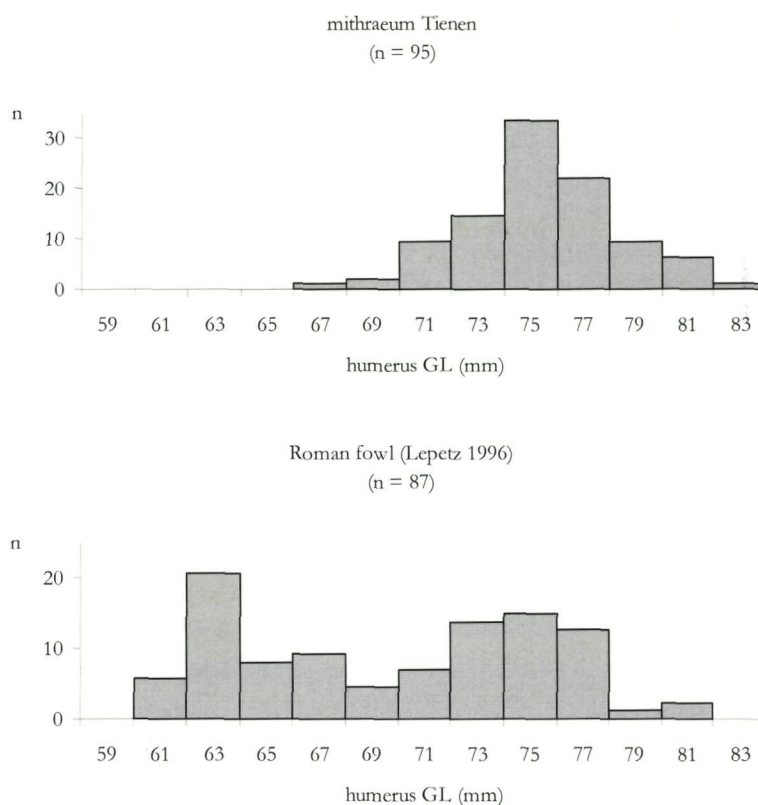 mithraeum Tienen
(n = 95)
n
30
20
10
0
59 61 63 65 67 69 71 73 75 77 79 81 83
humerus GL (mm)
Roman fowl (Lepetz 1996)
(n = 87)
n
20
10
0
59 61 63 65 67 69 71 73 75 77 79 81 83
humerus GL (mm)